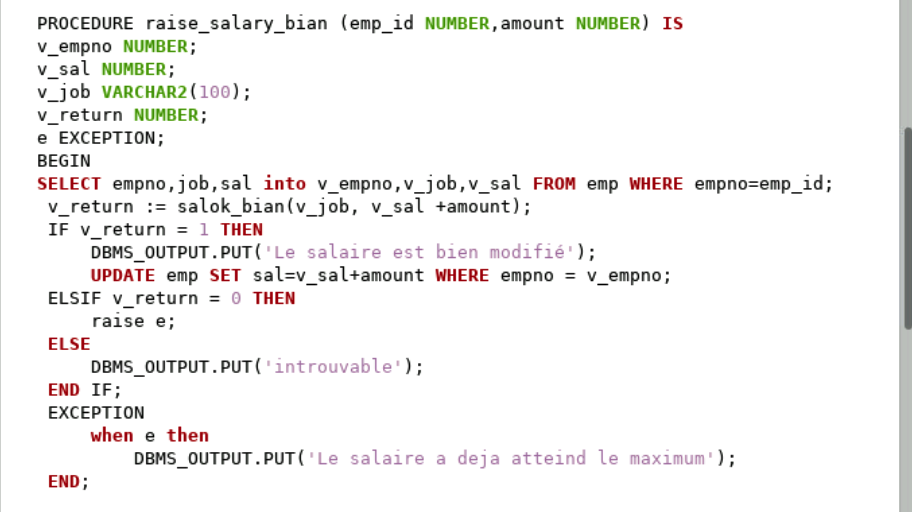 PROCEDURE raise_salary_bian (emp_id NUMBER,amount NUMBER) IS
v_empno NUMBER;
v_sal NUMBER;
v_job VARCHAR2(100);
v_return NUMBER;
e EXCEPTION;
BEGIN
SELECT empno,job,sal into v_empno,v_job,v_sal FROM emp WHERE empno=emp_id;
v_return := salok_bian(v_job, v_sal +amount);
IF v_return = 1 THEN
DBMS_OUTPUT.PUT('Le salaire est bien modifié');
UPDATE emp SET sal=v_sal+amount WHERE empno = v_empno;
ELSIF v_return = 0 THEN
raise e;
ELSE
DBMS_OUTPUT.PUT('introuvable');
END IF;
EXCEPTION
when e then
DBMS_OUTPUT.PUT('Le salaire a deja atteind le maximum');
END;